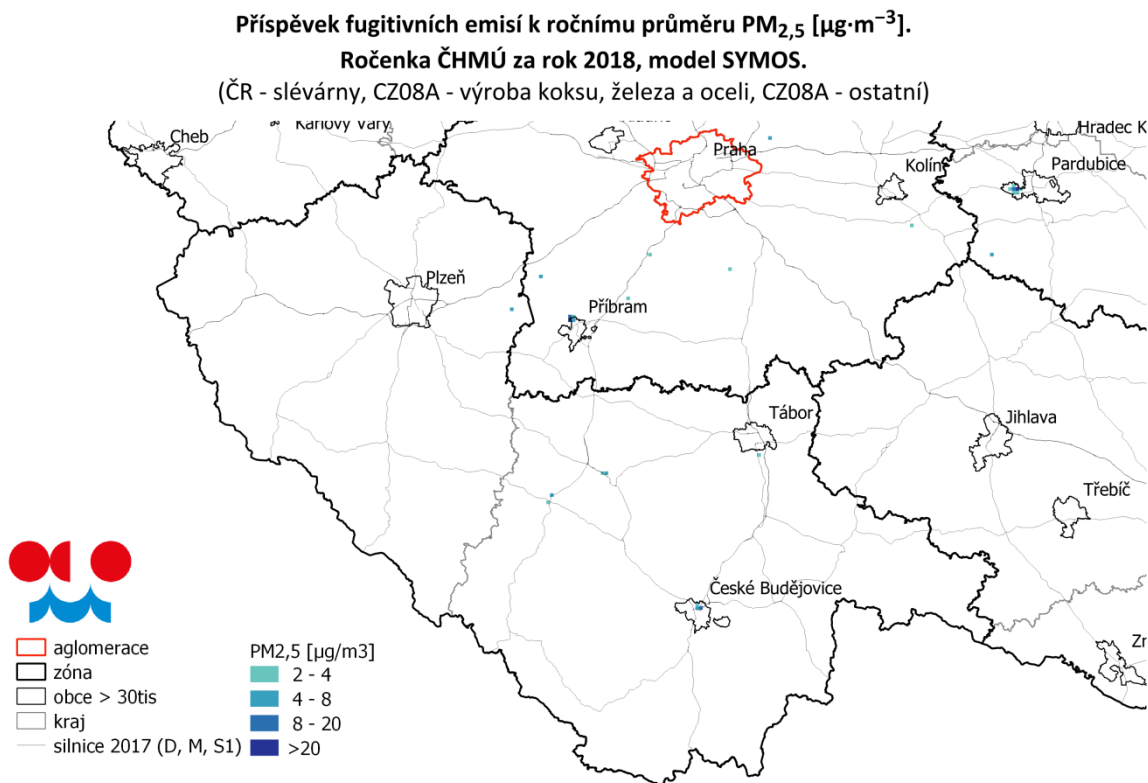 Příspěvek fugitivních emisí k ročnímu průměru PM2,5 [µg·m−3].
Ročenka ČHMÚ za rok 2018, model SYMOS.
(ČR - slévárny, CZ08A - výroba koksu, železa a oceli, CZ08A - ostatní)
Karlovy Vary
Hradec K
Cheb
Praha
Kolín
Pardubice
Plzeň
Příbram
Tábor
Jihlava
Třebíč
České Budějovice
Zn
aglomerace
zóna
obce > 30tis
kraj
silnice 2017 (D, M, S1)
PM2,5 [µg/m3]
2 - 4
4 - 8
8 - 20
>20